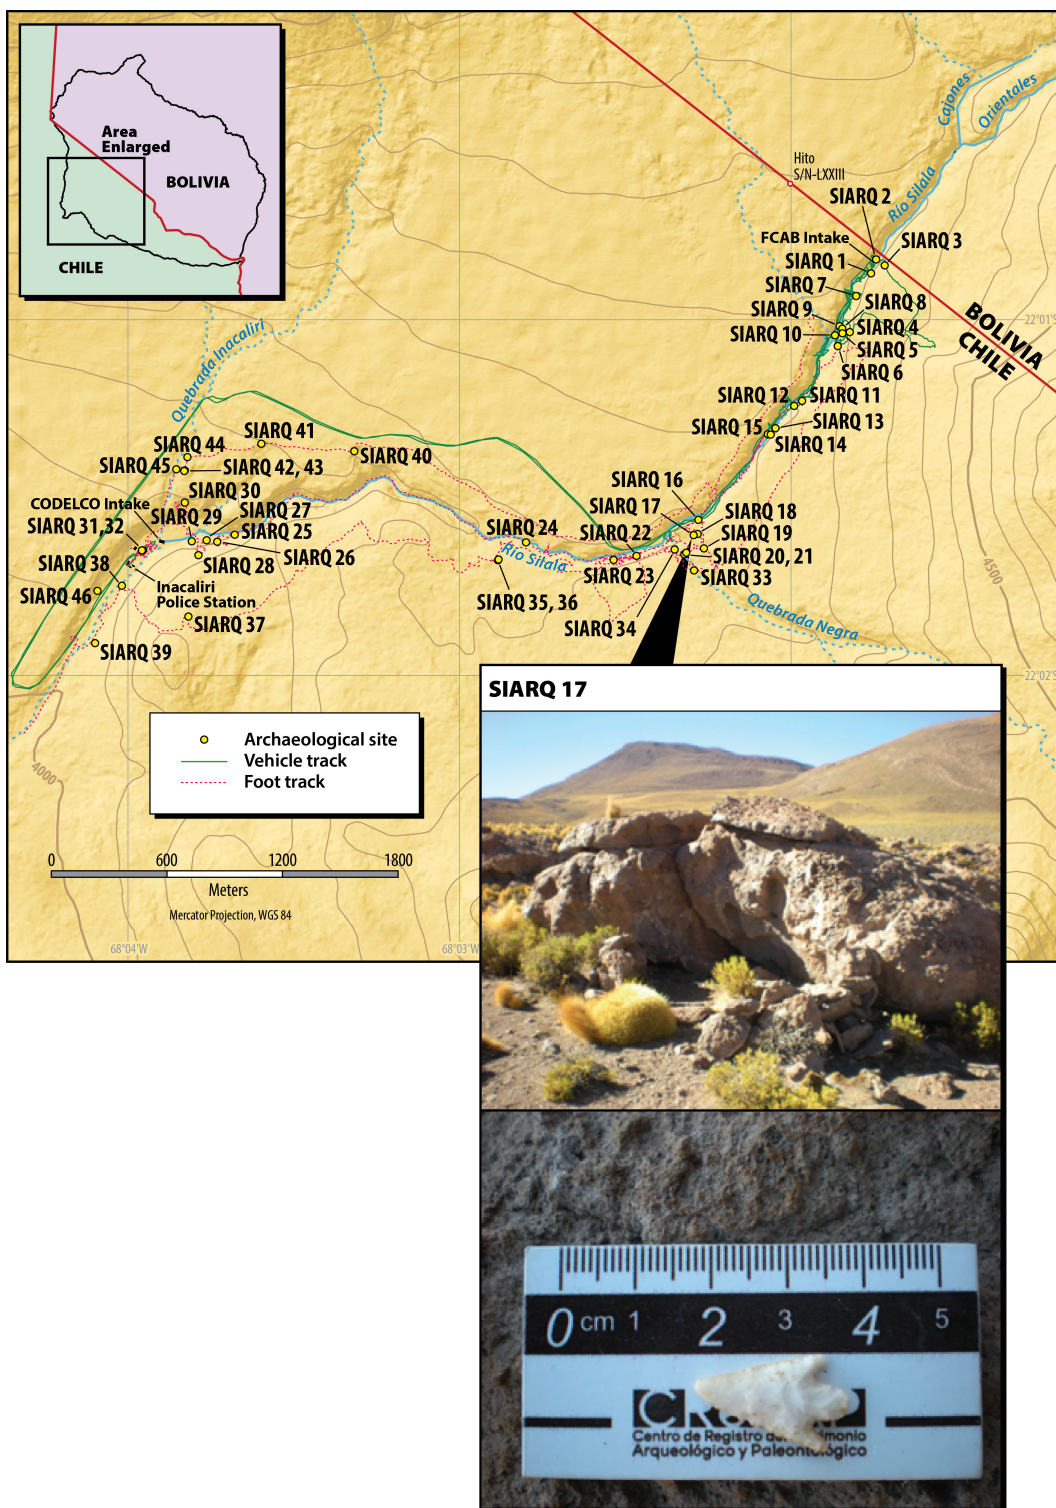 Area
Enlarged
BOLIVIA
CHILE
Cajones
Orientales
Hito
S/N-LXXIII
Río Silala
SIARQ 2
FCAB Intake
SIARQ 3
SIARQ 1
SIARQ 7
SIARQ 8
SIARQ 9
SIARQ 4
SIARQ 10
SIARQ 5
SIARQ 6
BOLIVIA
CHILE
22°01'S
Quebrada Inacaliri
SIARQ 12
SIARQ 11
SIARQ 15
SIARQ 13
SIARQ 14
SIARQ 44
SIARQ 41
SIARQ 45
SIARQ 42, 43
SIARQ 40
SIARQ 30
CODELCO Intake
SIARQ 27
SIARQ 31, 32
SIARQ 29
SIARQ 25
SIARQ 26
SIARQ 28
SIARQ 38
SIARQ 46
Inacaliri
Police Station
SIARQ 37
SIARQ 39
SIARQ 16
SIARQ 17
SIARQ 18
SIARQ 24
SIARQ 22
SIARQ 19
Río Silala
SIARQ 23
SIARQ 20, 21
SIARQ 33
SIARQ 35, 36
SIARQ 34
Quebrada Negra
4500
22°02'S
4000
Archaeological site
Vehicle track
Foot track
0 600 1200 1800
Meters
Mercator Projection, WGS 84
68°04'W
68°03'W
SIARQ 17
0 cm 1 2 3 4 5
Centro de Registro
Arqueológico y Paleontológico